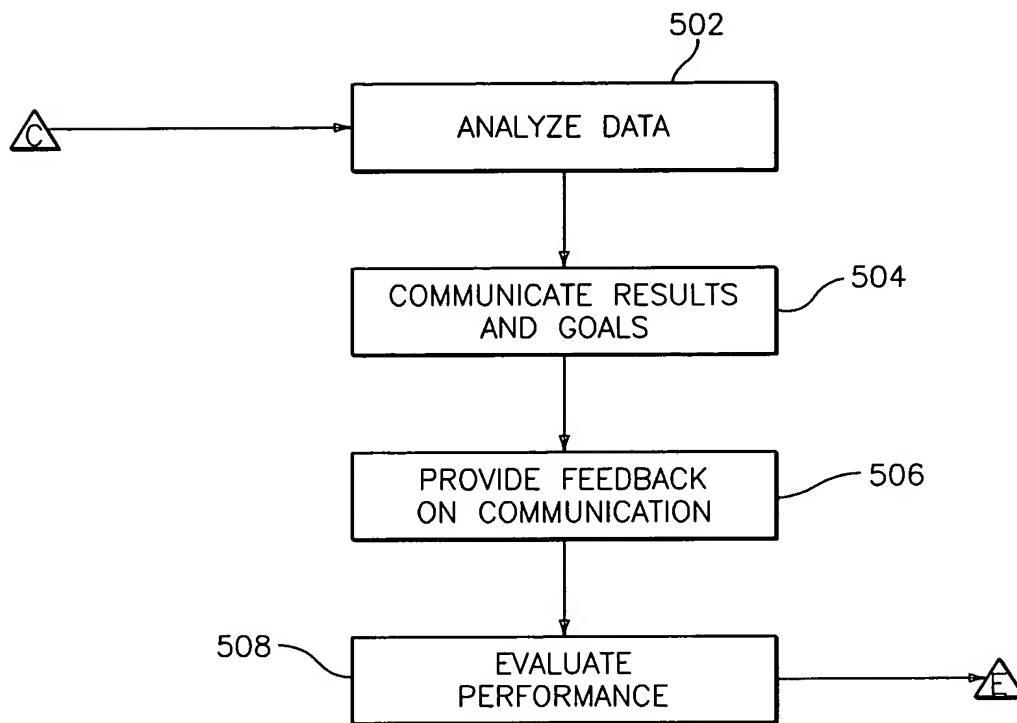 502
C
ANALYZE DATA
COMMUNICATE RESULTS
AND GOALS
504
PROVIDE FEEDBACK
ON COMMUNICATION
506
508
EVALUATE
PERFORMANCE
E